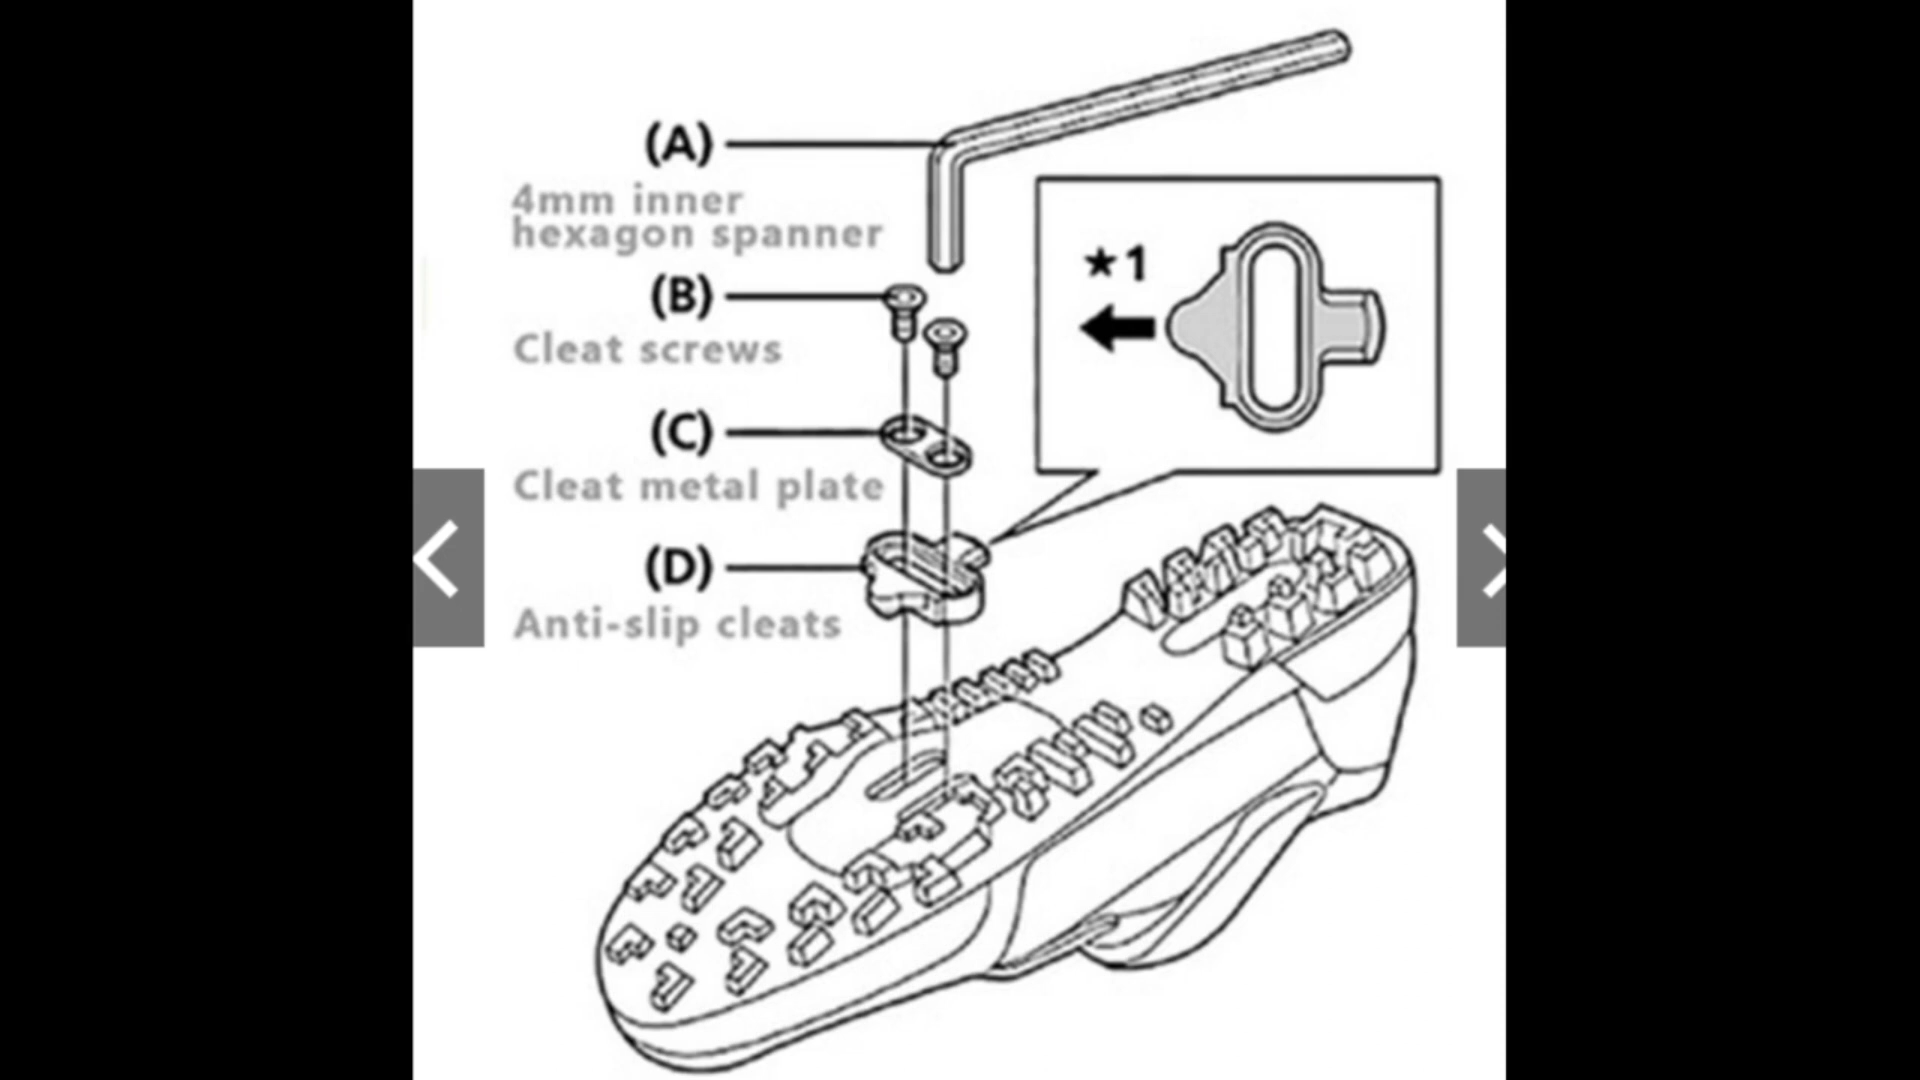 (A)
4mm inner
hexagon spanner
(B)
Cleat screws
(C)
Cleat metal plate
(D)
Anti-slip cleats
★1